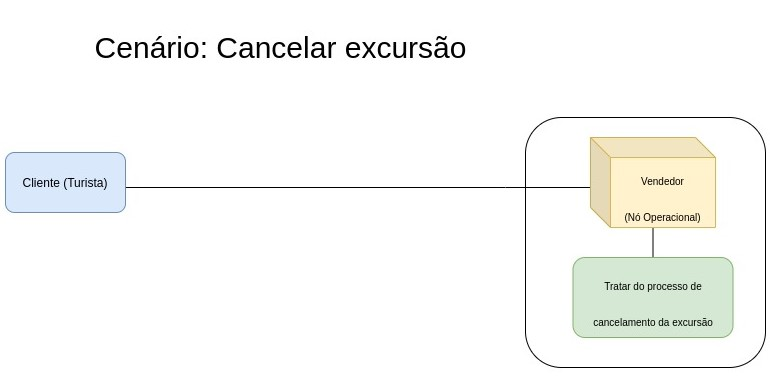 Cenário: Cancelar excursão
Cliente (Turista)
Vendedor
(Nó Operacional)
Tratar do processo de
cancelamento da excursão